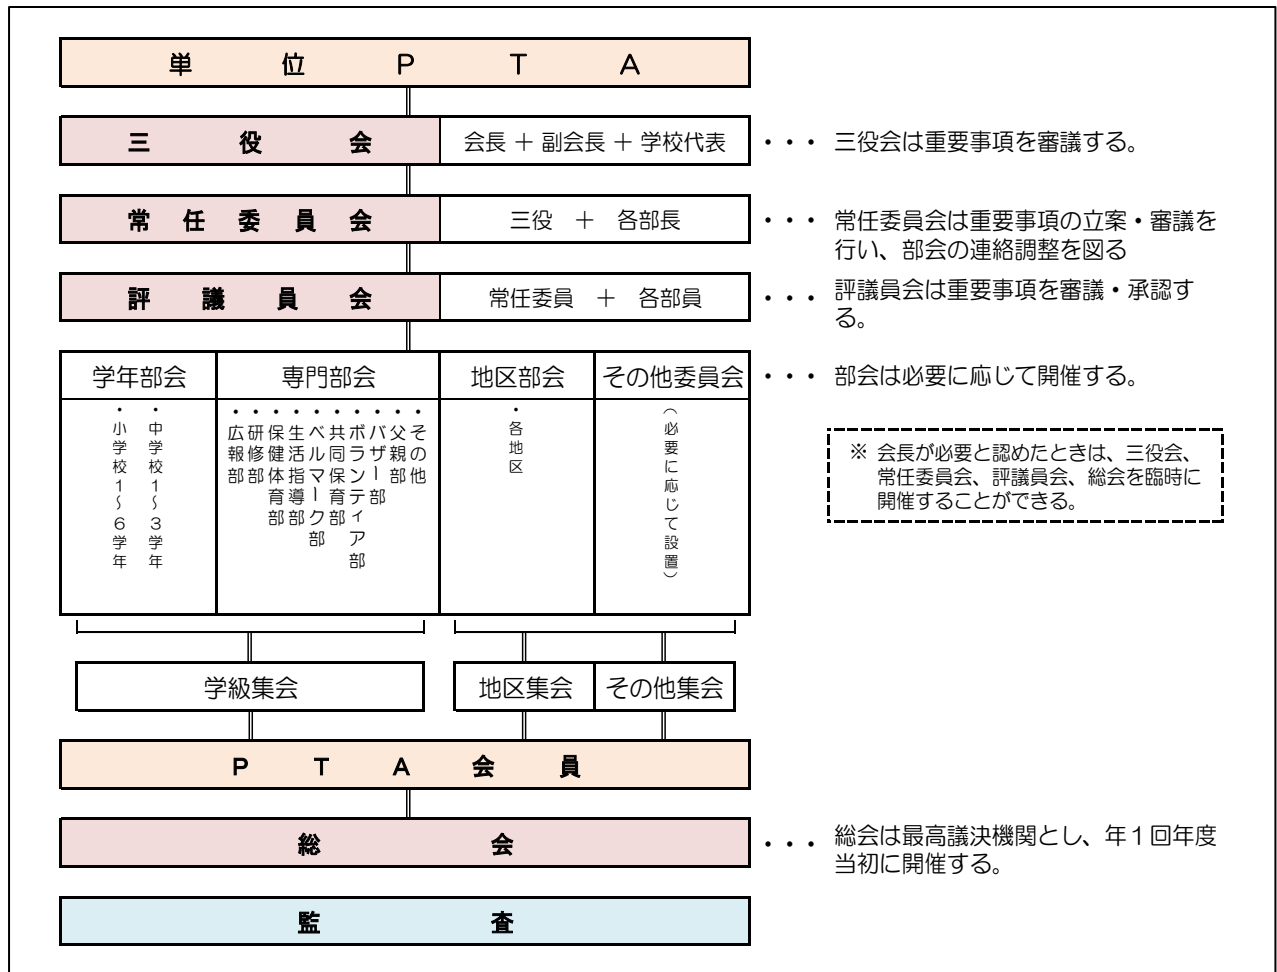 単位PTA
三役会
会長 ＋ 副会長 ＋ 学校代表
・・・ 三役会は重要事項を審議する。
常任委員会
三役 ＋ 各部長
・・・ 常任委員会は重要事項の立案・審議を
行い、部会の連絡調整を図る
評議員会
常任委員 ＋ 各部員
・・・ 評議員会は重要事項を審議・承認す
る。
学年部会
専門部会
地区部会
その他委員会
・・・ 部会は必要に応じて開催する。
・中学校1～3学年
・小学校1～6学年
・その他
・父親部
・バザー部
・ボランティア部
・共同保育部
・ベルマーク部
・生活指導部
・保健体育部
・研修部
・広報部
・各地区
（必要に応じて設置）
※ 会長が必要と認めたときは、三役会、
常任委員会、評議員会、総会を臨時に
開催することができる。
学級集会
地区集会
その他集会
PTA会員
総会
・・・ 総会は最高議決機関とし、年１回年度
当初に開催する。
監査